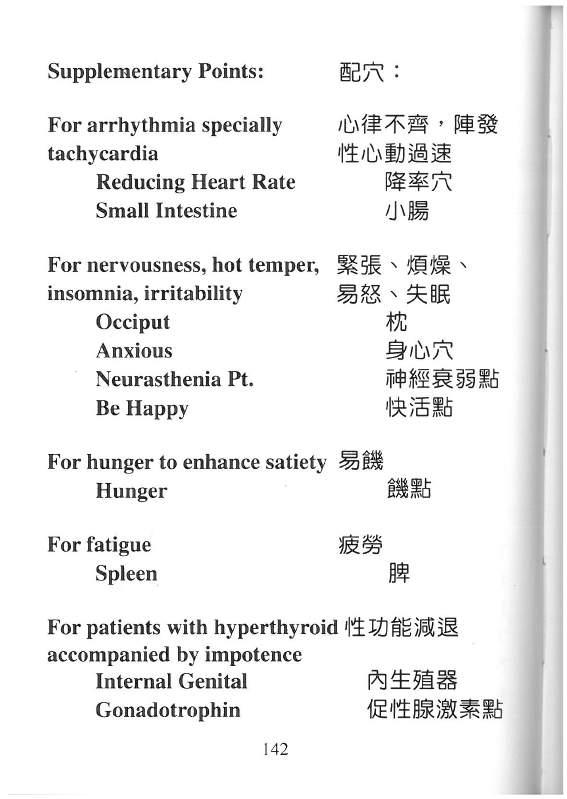 Supplementary Points: 配穴：
For arrhythmia specially 心律不齊，陣發
tachycardia 性心動過速
Reducing Heart Rate 降率穴
Small Intestine 小腸
For nervousness, hot temper, 緊張、煩燥、
insomnia, irritability 易怒、失眠
Occiput 枕
Anxious 身心穴
Neurasthenia Pt. 神經衰弱點
Be Happy 快活點
For hunger to enhance satiety 易饑
Hunger 饑點
For fatigue 疲勞
Spleen 脾
For patients with hyperthyroid 性功能減退
accompanied by impotence
Internal Genital 內生殖器
Gonadotrophin 促性腺激素點
142